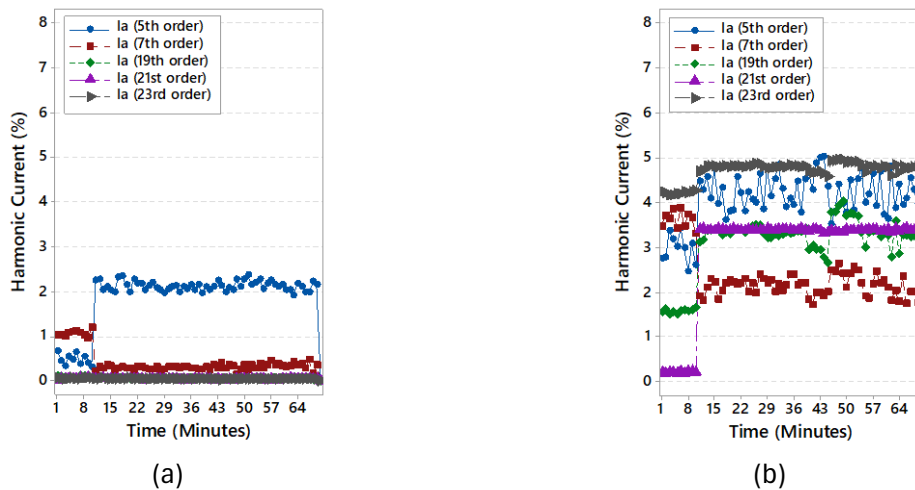 8
7
6
5
4
3
2
1
0
Harmonic Current (%)
Ia (5th order)
Ia (7th order)
Ia (19th order)
Ia (21st order)
Ia (23rd order)
1 8 15 22 29 36 43 50 57 64
Time (Minutes)
(a)
8
7
6
5
4
3
2
1
0
Harmonic Current (%)
Ia (5th order)
Ia (7th order)
Ia (19th order)
Ia (21st order)
Ia (23rd order)
1 8 15 22 29 36 43 50 57 64
Time (Minutes)
(b)